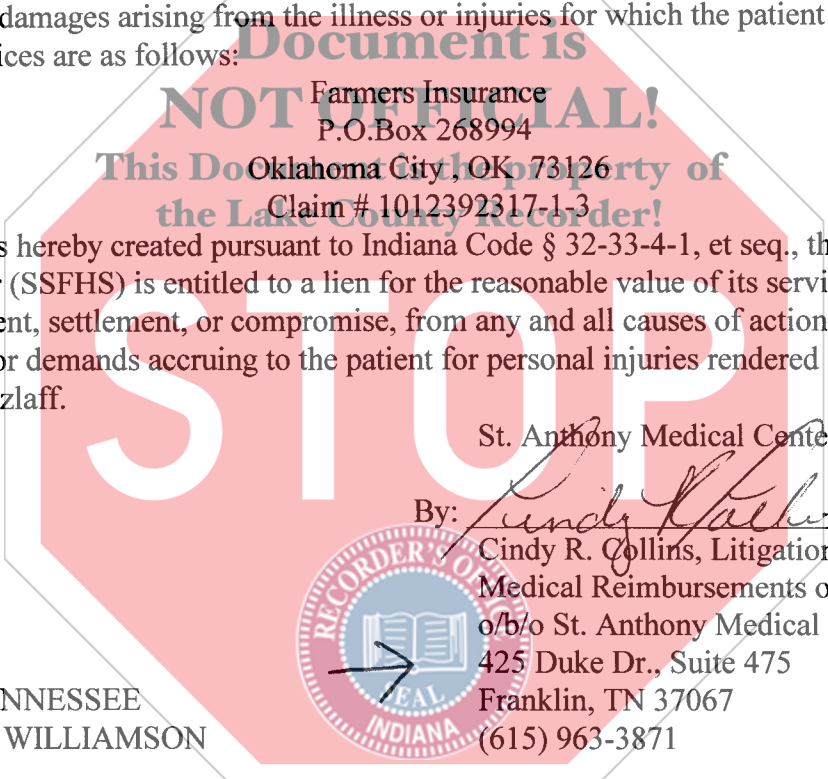 damages arising from the illness or injuries for which the patient
ices are as follows:
Document is
NOT OFFICIAL!
This Document is the property of
the Lake County Recorder!
Farmers Insurance
P.O.Box 268994
Oklahoma City , OK 73126
Claim # 1012392317-1-3
s hereby created pursuant to Indiana Code § 32-33-4-1, et seq., th
(SSFHS) is entitled to a lien for the reasonable value of its servi
ent, settlement, or compromise, from any and all causes of action
or demands accruing to the patient for personal injuries rendered
zlaff.
STOP
St. Anthony Medical Cente
By:
Cindy R. Collins, Litigation
Medical Reimbursements o
o/b/o St. Anthony Medical
425 Duke Dr., Suite 475
NNESSEE Franklin, TN 37067
WILLIAMSON (615) 963-3871
RECORDER'S OFFICE
SEAL
INDIANA